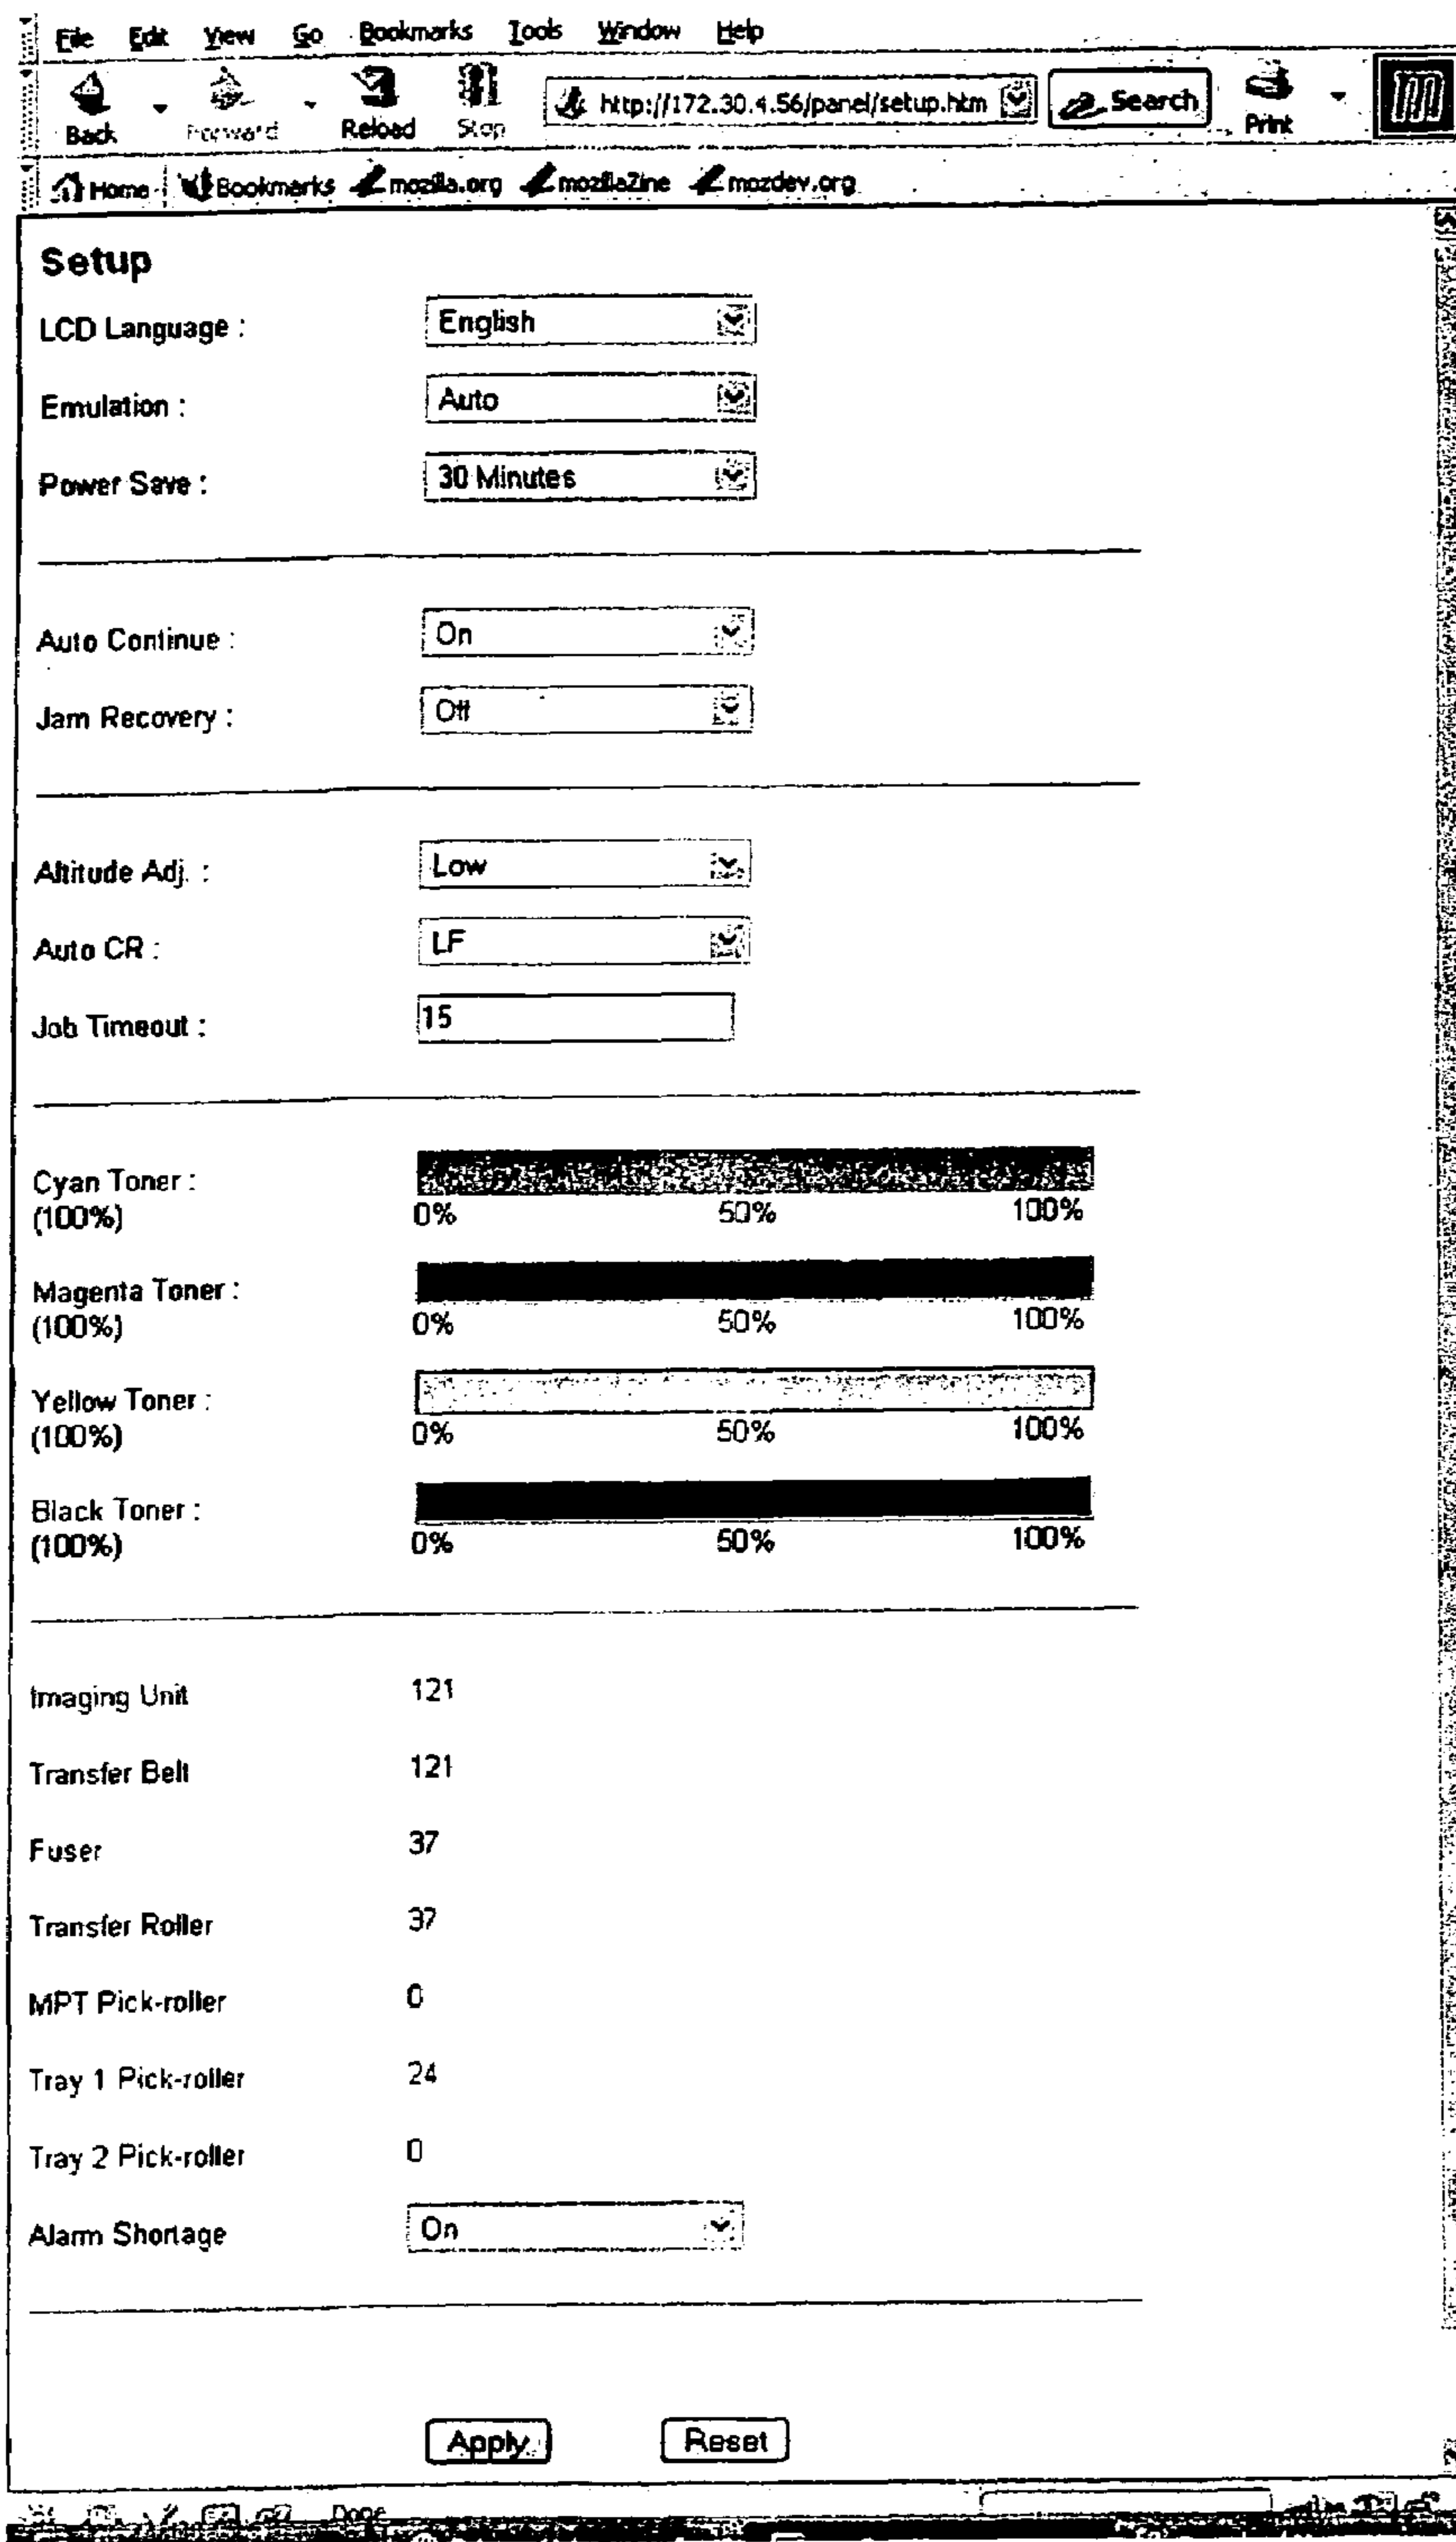 File Edit View Go Bookmarks Tools Window Help
Back Forward Reload Stop http://172.30.4.56/panel/setup.htm Search Print
Home Bookmarks mozilla.org mozillaZine mozdev.org
Setup
LCD Language : English
Emulation : Auto
Power Save : 30 Minutes
Auto Continue : On
Jam Recovery : Off
Altitude Adj. : Low
Auto CR : LF
Job Timeout : 15
Cyan Toner :
(100%) 0% 50% 100%
Magenta Toner :
(100%) 0% 50% 100%
Yellow Toner :
(100%) 0% 50% 100%
Black Toner :
(100%) 0% 50% 100%
Imaging Unit 121
Transfer Belt 121
Fuser 37
Transfer Roller 37
MPT Pick-roller 0
Tray 1 Pick-roller 24
Tray 2 Pick-roller 0
Alarm Shortage On
Apply Reset
Done